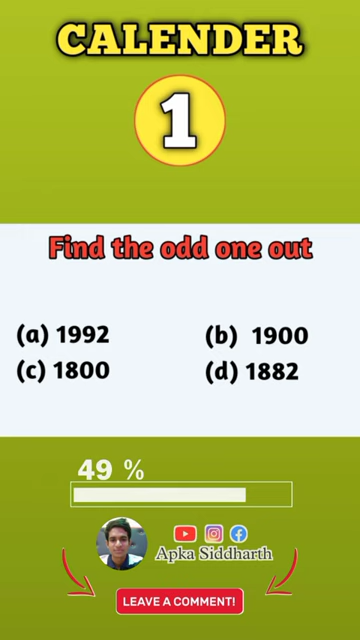 CALENDER
1
Find the odd one out
(a) 1992 (b) 1900
(c) 1800 (d) 1882
49 %
Apka Siddharth
LEAVE A COMMENT!